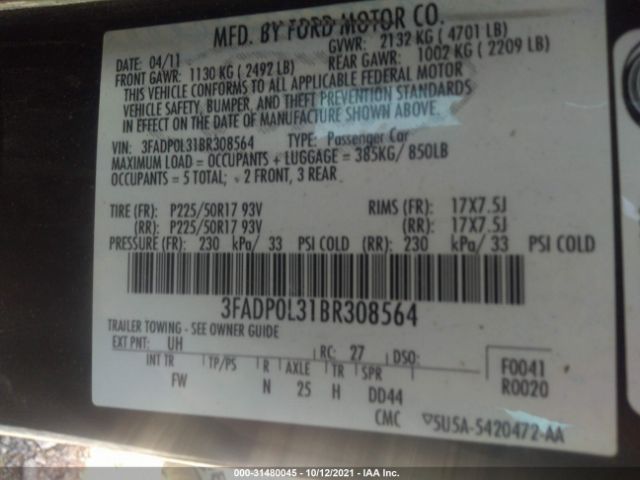 MFD. BY FORD MOTOR CO.
DATE: 04/11 GVWR: 2132 KG ( 4701 LB)
FRONT GAWR: 1130 KG ( 2492 LB) REAR GAWR: 1002 KG ( 2209 LB)
THIS VEHICLE CONFORMS TO ALL APPLICABLE FEDERAL MOTOR
VEHICLE SAFETY, BUMPER, AND THEFT PREVENTION STANDARDS
IN EFFECT ON THE DATE OF MANUFACTURE SHOWN ABOVE
VIN: 3FADP0L31BR308564 TYPE: Passenger Car
MAXIMUM LOAD = OCCUPANTS + LUGGAGE = 385KG/ 850LB
OCCUPANTS = 5 TOTAL; 2 FRONT, 3 REAR
TIRE (FR): P225/50R17 93V RIMS (FR): 17X7.5J
(RR): P225/50R17 93V (RR): 17X7.5J
PRESSURE (FR): 230 kPa/ 33 PSI COLD (RR): 230 kPa/ 33 PSI COLD
3FADP0L31BR308564
TRAILER TOWING - SEE OWNER GUIDE
EXT PNT: UH RC: 27 DSO: F0041
INT TR TP/PS R AXLE TR SPR R0020
FW N 25 H DD44
CMC 5U5A-5420472-AA
000-31480045 - 10/12/2021 - IAA Inc.